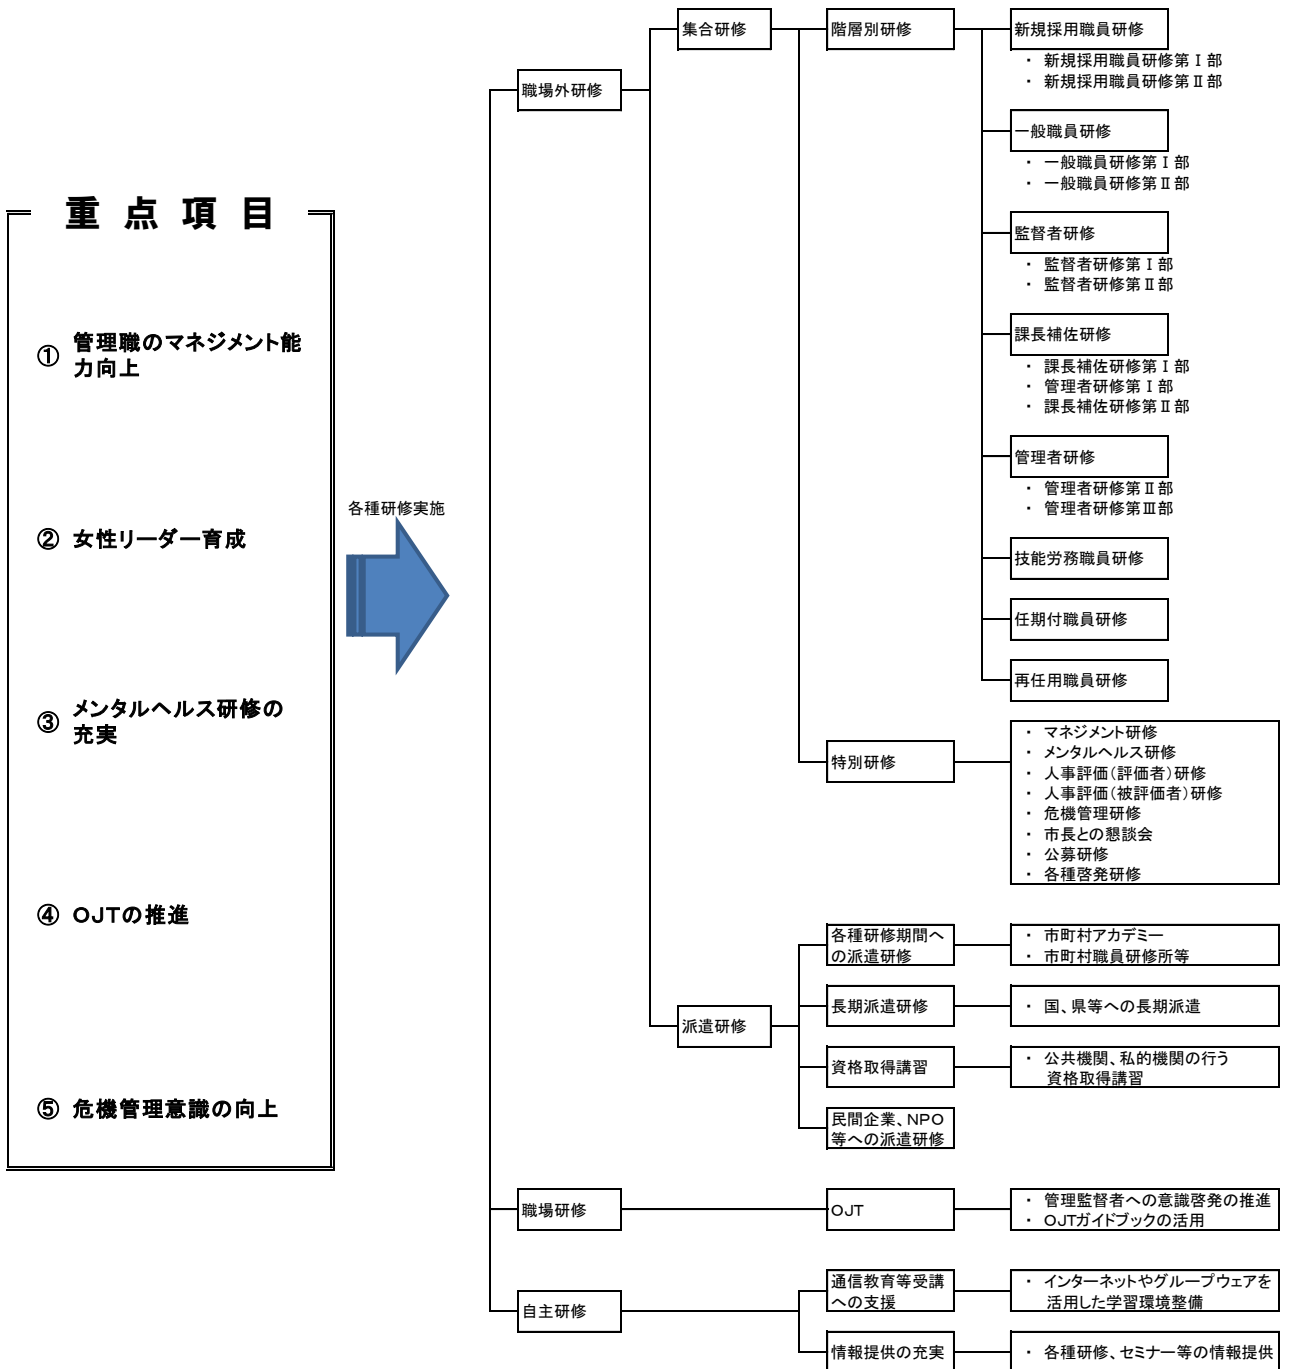 重点項目
① 管理職のマネジメント能
力向上
② 女性リーダー育成
③ メンタルヘルス研修の
充実
④ OJTの推進
⑤ 危機管理意識の向上
各種研修実施
職場外研修
集合研修
階層別研修
新規採用職員研修
・ 新規採用職員研修第Ⅰ部
・ 新規採用職員研修第Ⅱ部
一般職員研修
・ 一般職員研修第Ⅰ部
・ 一般職員研修第Ⅱ部
監督者研修
・ 監督者研修第Ⅰ部
・ 監督者研修第Ⅱ部
課長補佐研修
・ 課長補佐研修第Ⅰ部
・ 管理者研修第Ⅰ部
・ 課長補佐研修第Ⅱ部
管理者研修
・ 管理者研修第Ⅱ部
・ 管理者研修第Ⅲ部
技能労務職員研修
任期付職員研修
再任用職員研修
特別研修
・ マネジメント研修
・ メンタルヘルス研修
・ 人事評価(評価者)研修
・ 人事評価(被評価者)研修
・ 危機管理研修
・ 市長との懇談会
・ 公募研修
・ 各種啓発研修
派遣研修
各種研修期間へ
の派遣研修
・ 市町村アカデミー
・ 市町村職員研修所等
長期派遣研修
・ 国、県等への長期派遣
資格取得講習
・ 公共機関、私的機関の行う
資格取得講習
民間企業、NPO
等への派遣研修
職場研修
OJT
・ 管理監督者への意識啓発の推進
・ OJTガイドブックの活用
自主研修
通信教育等受講
への支援
・ インターネットやグループウェアを
活用した学習環境整備
情報提供の充実
・ 各種研修、セミナー等の情報提供